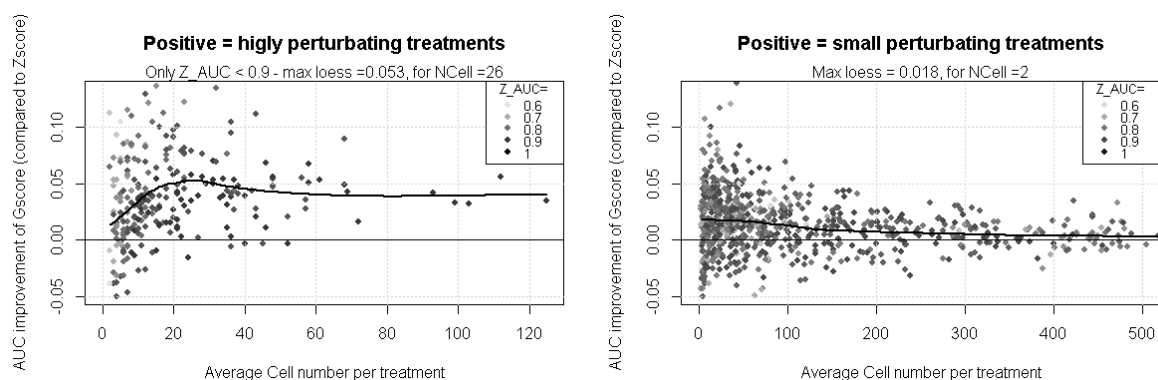 Positive = higly perturbating treatments
Only Z_AUC < 0.9 - max loess =0.053, for NCell =26
AUC improvement of Gscore (compared to Zscore)
0.10
0.05
0.00
-0.05
Z_AUC=
0.6
0.7
0.8
0.9
1
0 20 40 60 80 100 120
Average Cell number per treatment
Positive = small perturbating treatments
Max loess = 0.018, for NCell =2
AUC improvement of Gscore (compared to Zscore)
0.10
0.05
0.00
-0.05
Z_AUC=
0.6
0.7
0.8
0.9
1
0 100 200 300 400 500
Average Cell number per treatment